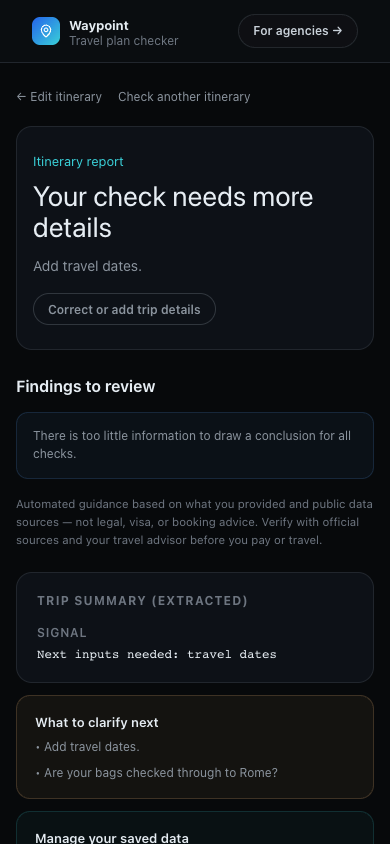 Waypoint
Travel plan checker
For agencies →
← Edit itinerary
Check another itinerary
Itinerary report
Your check needs more
details
Add travel dates.
Correct or add trip details
Findings to review
There is too little information to draw a conclusion for all
checks.
Automated guidance based on what you provided and public data
sources — not legal, visa, or booking advice. Verify with official
sources and your travel advisor before you pay or travel.
TRIP SUMMARY (EXTRACTED)
SIGNAL
Next inputs needed: travel dates
What to clarify next
• Add travel dates.
• Are your bags checked through to Rome?
Manage your saved data